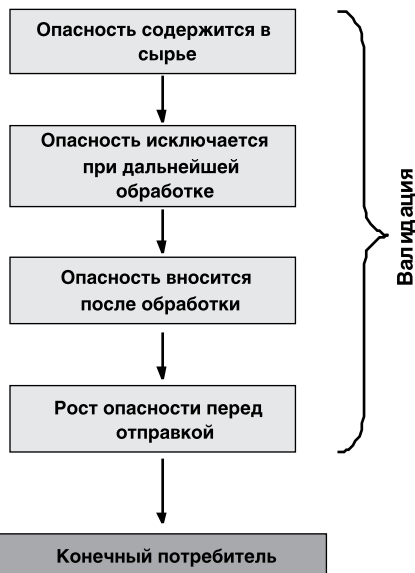 Опасность содержится в
сырье
Опасность исключается
при дальнейшей
обработке
Опасность вносится
после обработки
Рост опасности перед
отправкой
Конечный потребитель
Валидация